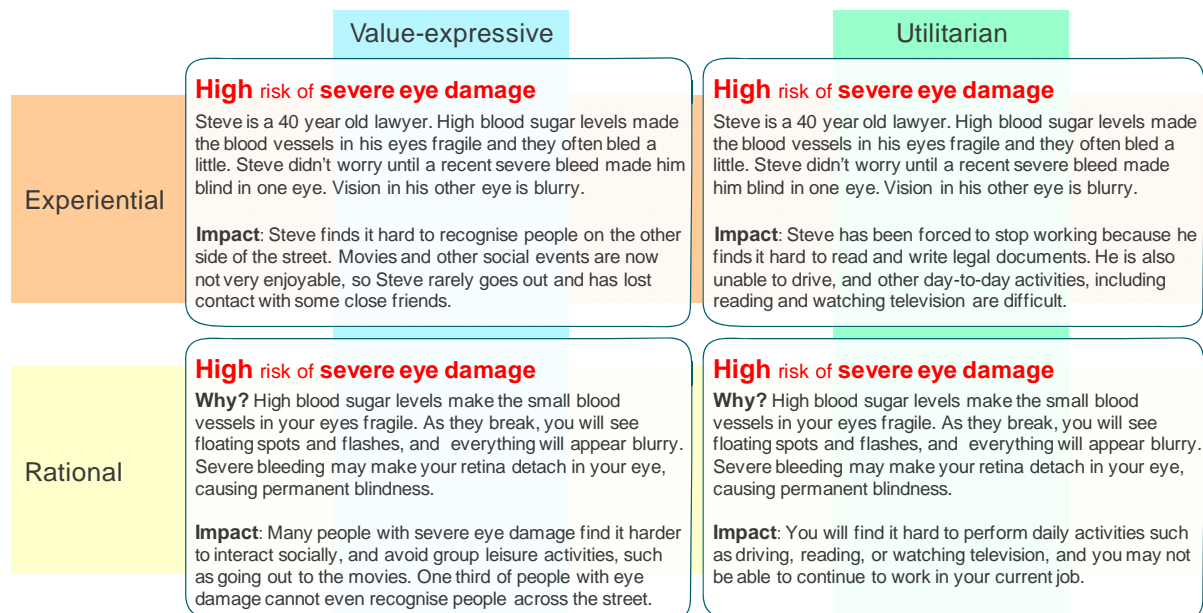 Value-expressive
Utilitarian
Experiential
High risk of severe eye damage
Steve is a 40 year old lawyer. High blood sugar levels made
the blood vessels in his eyes fragile and they often bled a
little. Steve didn't worry until a recent severe bleed made him
blind in one eye. Vision in his other eye is blurry.
Impact: Steve finds it hard to recognise people on the other
side of the street. Movies and other social events are now
not very enjoyable, so Steve rarely goes out and has lost
contact with some close friends.
High risk of severe eye damage
Steve is a 40 year old lawyer. High blood sugar levels made
the blood vessels in his eyes fragile and they often bled a
little. Steve didn't worry until a recent severe bleed made
him blind in one eye. Vision in his other eye is blurry.
Impact: Steve has been forced to stop working because he
finds it hard to read and write legal documents. He is also
unable to drive, and other day-to-day activities, including
reading and watching television are difficult.
Rational
High risk of severe eye damage
Why? High blood sugar levels make the small blood
vessels in your eyes fragile. As they break, you will see
floating spots and flashes, and everything will appear blurry.
Severe bleeding may make your retina detach in your eye,
causing permanent blindness.
Impact: Many people with severe eye damage find it harder
to interact socially, and avoid group leisure activities, such
as going out to the movies. One third of people with eye
damage cannot even recognise people across the street.
High risk of severe eye damage
Why? High blood sugar levels make the small blood
vessels in your eyes fragile. As they break, you will see
floating spots and flashes, and everything will appear blurry.
Severe bleeding may make your retina detach in your eye,
causing permanent blindness.
Impact: You will find it hard to perform daily activities such
as driving, reading, or watching television, and you may not
be able to continue to work in your current job.